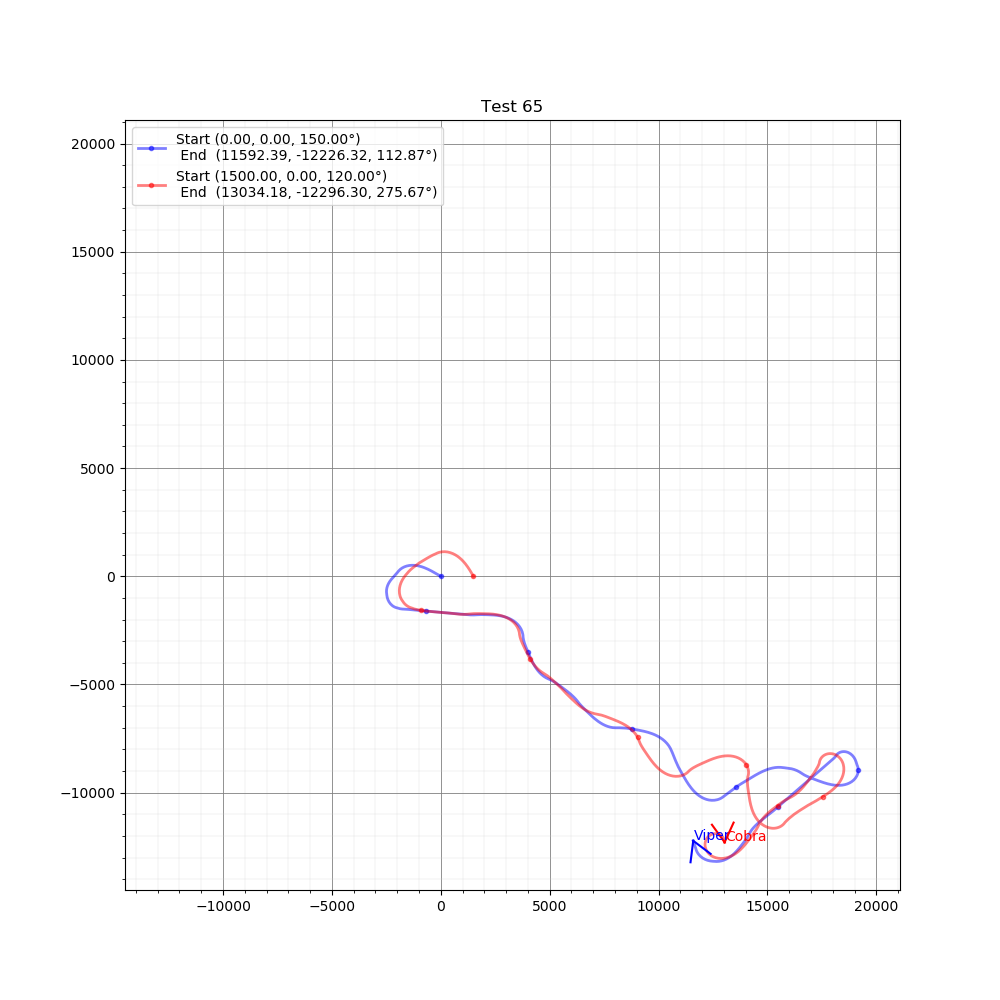 Test 65
Start (0.00, 0.00, 150.00°)
End  (11592.39, -12226.32, 112.87°)
Start (1500.00, 0.00, 120.00°)
End  (13034.18, -12296.30, 275.67°)
20000
15000
10000
5000
0
−5000
−10000
Viper
Cobra
−10000
−5000
0
5000
10000
15000
20000